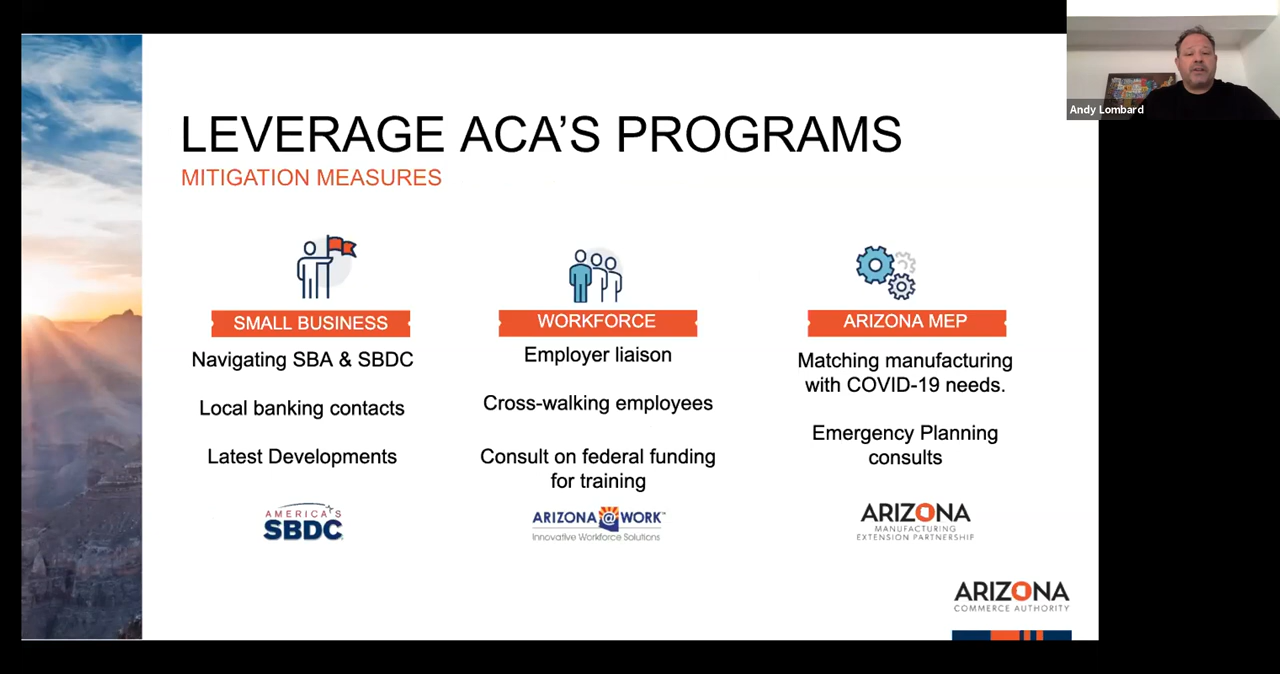 Andy Lombard
LEVERAGE ACA’S PROGRAMS
MITIGATION MEASURES
SMALL BUSINESS
Navigating SBA & SBDC
Local banking contacts
Latest Developments
AMERICA'S
SBDC
WORKFORCE
Employer liaison
Cross-walking employees
Consult on federal funding
for training
ARIZONA@WORK™
Innovative Workforce Solutions
ARIZONA MEP
Matching manufacturing
with COVID-19 needs.
Emergency Planning
consults
ARIZONA
MANUFACTURING
EXTENSION PARTNERSHIP
ARIZONA
COMMERCE AUTHORITY